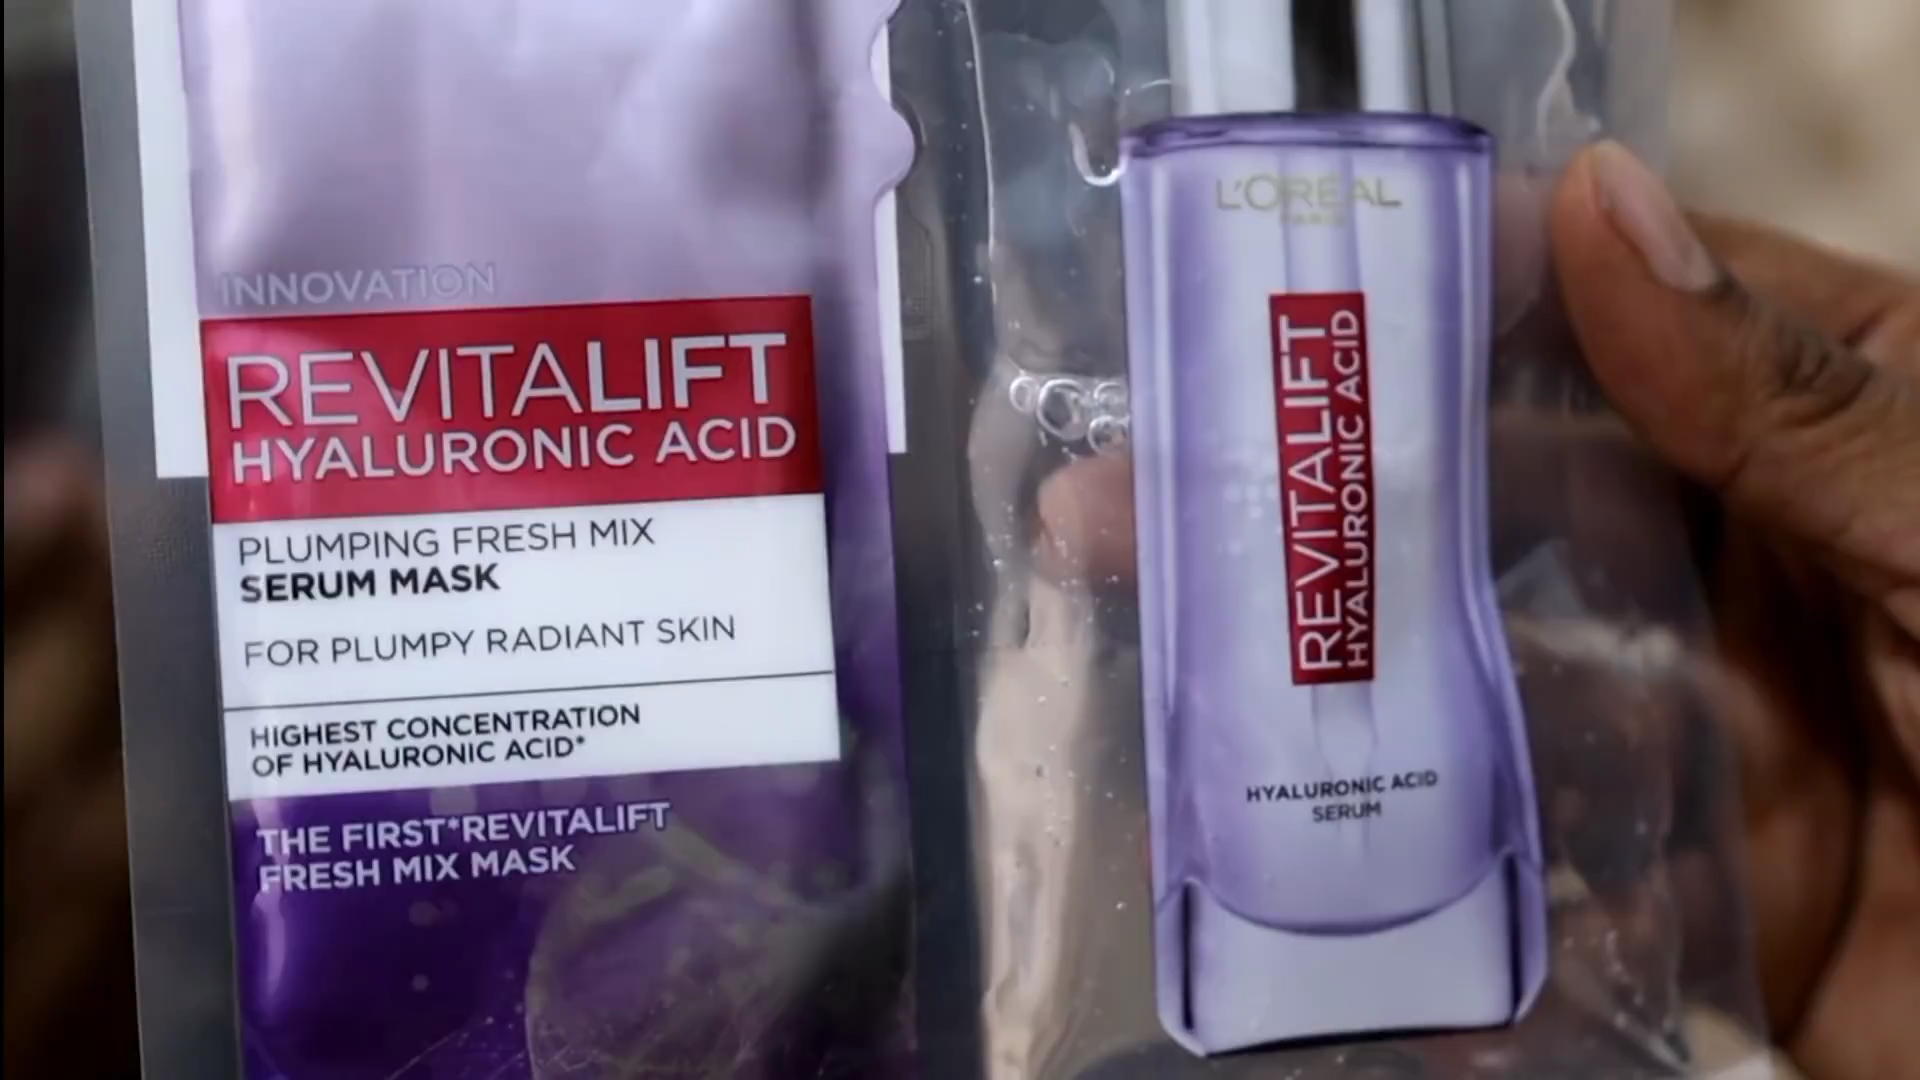 INNOVATION
REVITALIFT
HYALURONIC ACID
PLUMPING FRESH MIX
SERUM MASK
FOR PLUMPY RADIANT SKIN
HIGHEST CONCENTRATION
OF HYALURONIC ACID*
THE FIRST*REVITALIFT
FRESH MIX MASK
L'ORÉAL
PARIS
REVITALIFT
HYALURONIC ACID
HYALURONIC ACID
SERUM